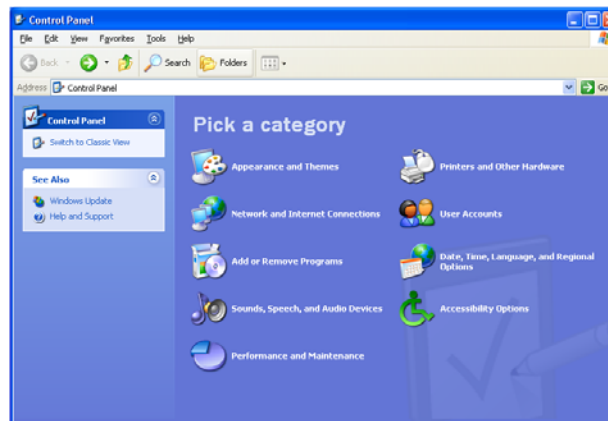 Control Panel
File Edit View Favorites Tools Help
Back Search Folders
Address Control Panel Go
Control Panel
Switch to Classic View
See Also
Windows Update
Help and Support
Pick a category
Appearance and Themes
Printers and Other Hardware
Network and Internet Connections
User Accounts
Add or Remove Programs
Date, Time, Language, and Regional
Options
Sounds, Speech, and Audio Devices
Accessibility Options
Performance and Maintenance